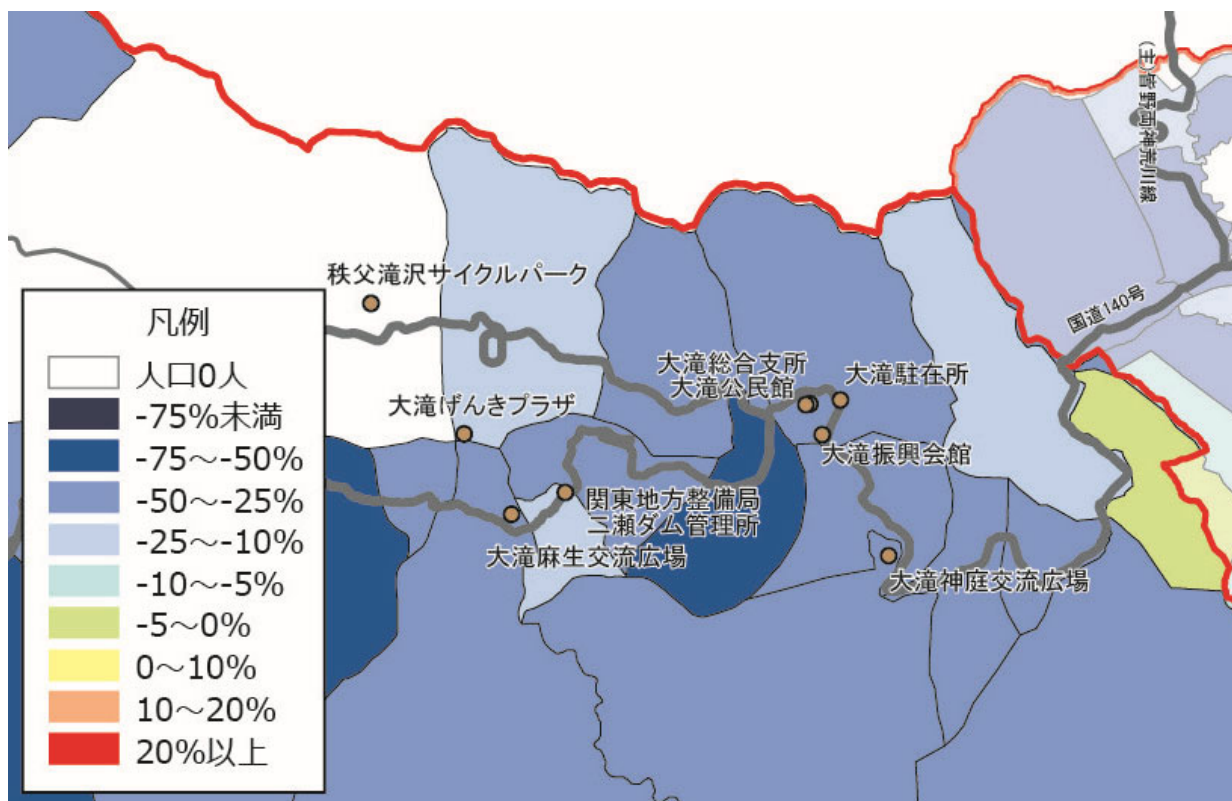 (主)皆野両神荒川線
国道140号
秩父滝沢サイクルパーク
大滝総合支所
大滝公民館
大滝駐在所
大滝げんきプラザ
大滝振興会館
関東地方整備局
二瀬ダム管理所
大滝麻生交流広場
大滝神庭交流広場
凡例
人口0人
-75%未満
-75～-50%
-50～-25%
-25～-10%
-10～-5%
-5～0%
0～10%
10～20%
20%以上